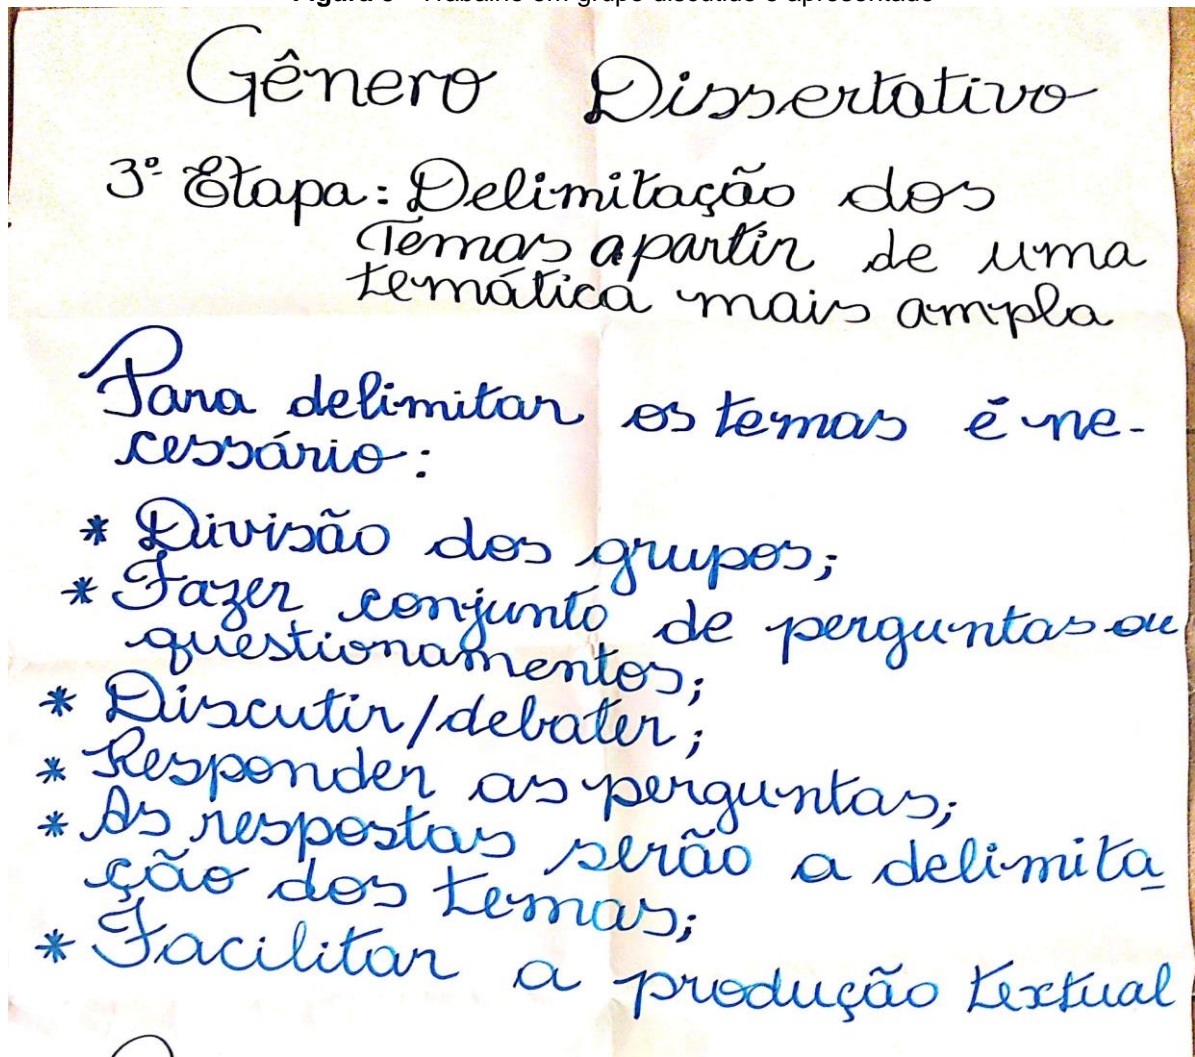 Gênero Dissertativo
3º Etapa: Delimitação dos
Temas apartir de uma
temática mais ampla
Para delimitar os temas é ne-
cessário:
* Divisão dos grupos;
* Fazer conjunto de perguntas ou
questionamentos;
* Discutir/debater;
* Responder as perguntas;
* As respostas serão a delimita_
ção dos temas;
* Facilitar a produção textual